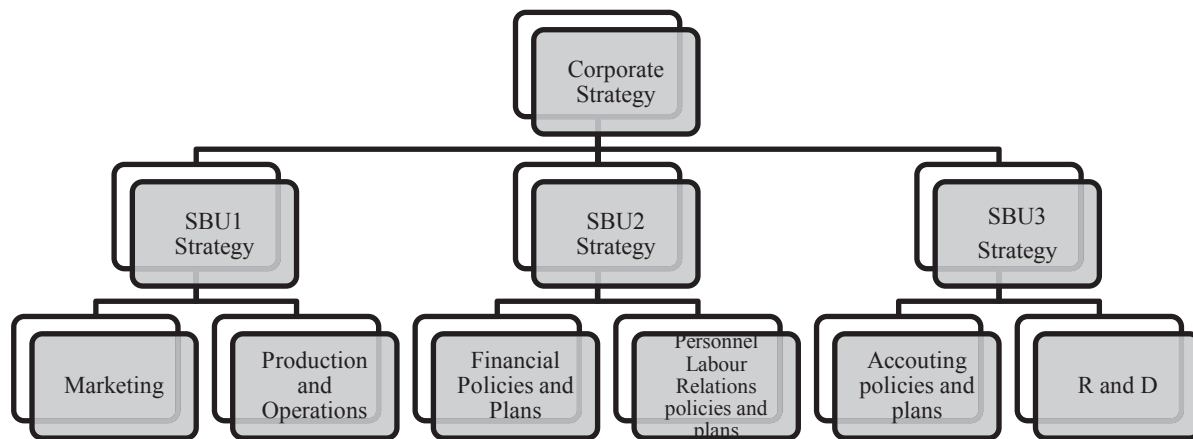 Corporate
Strategy
SBU1
Strategy
SBU2
Strategy
SBU3
Strategy
Marketing
Production
and
Operations
Financial
Policies and
Plans
Personnel
Labour
Relations
policies and
plans
Accouting
policies and
plans
R and D